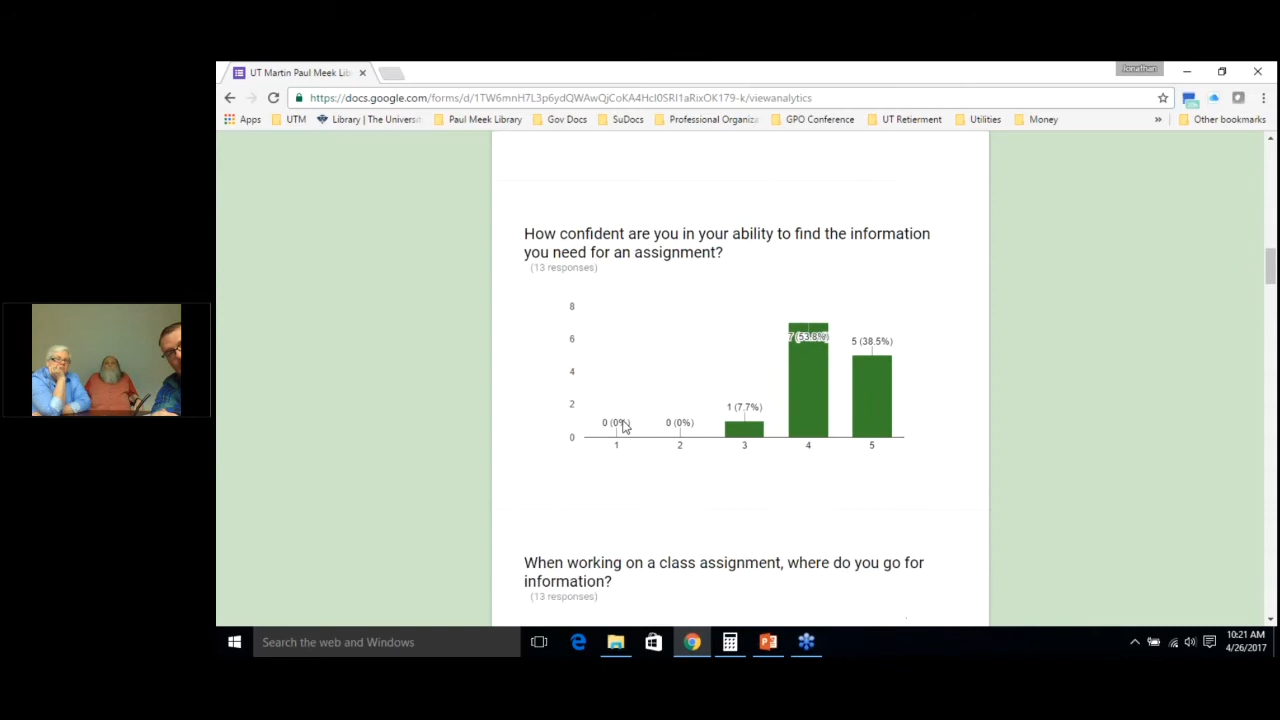 UT Martin Paul Meek Lib
Jonathan
https://docs.google.com/forms/d/1TW6mnH7L3p6ydQWAwQjCoKA4HcI0SRI1aRixOK179-k/viewanalytics
Apps UTM Library | The Universi Paul Meek Library Gov Docs SuDocs Professional Organiza GPO Conference UT Retierment Utilities Money » Other bookmarks
How confident are you in your ability to find the information
you need for an assignment?
(13 responses)
8
6
4
2
0
0 (0%)
0 (0%)
1 (7.7%)
7 (53.8%)
5 (38.5%)
1 2 3 4 5
When working on a class assignment, where do you go for
information?
(13 responses)
Search the web and Windows
10:21 AM
4/26/2017